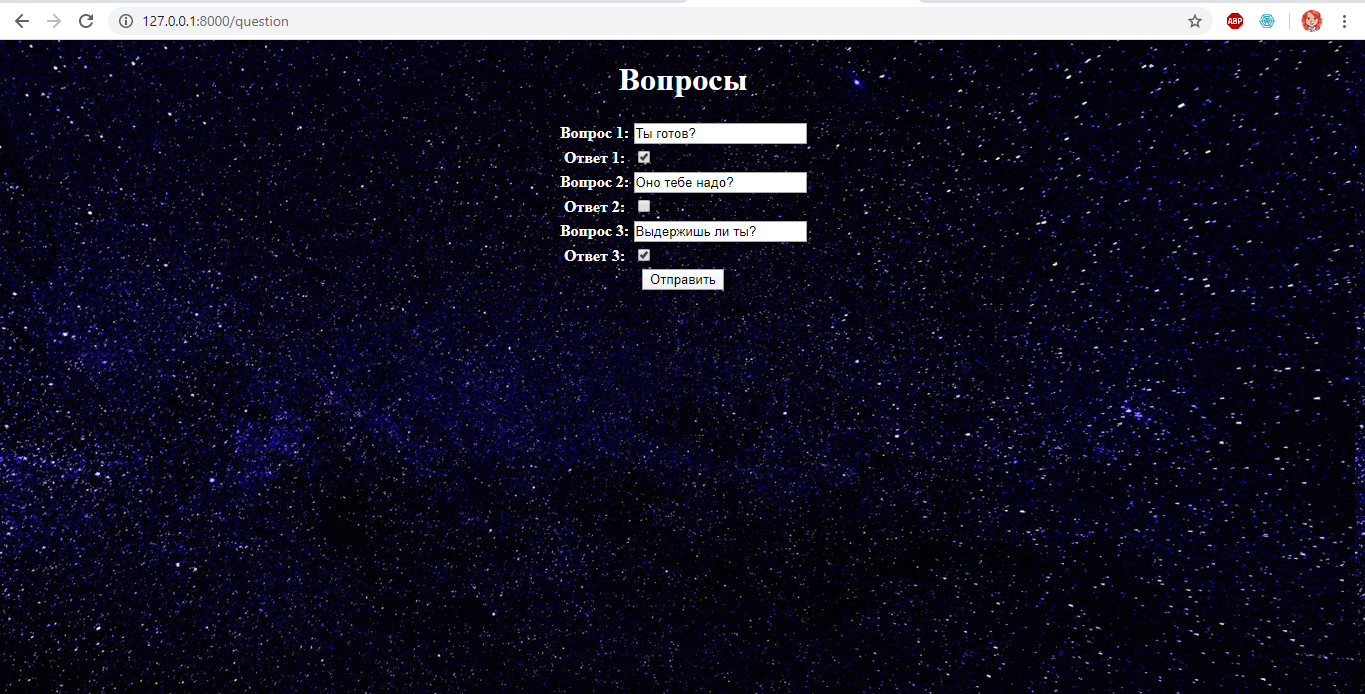 127.0.0.1:8000/question
ABP
Вопросы
Вопрос 1: Ты готов?
Ответ 1:
Вопрос 2: Оно тебе надо?
Ответ 2:
Вопрос 3: Выдержишь ли ты?
Ответ 3:
Отправить